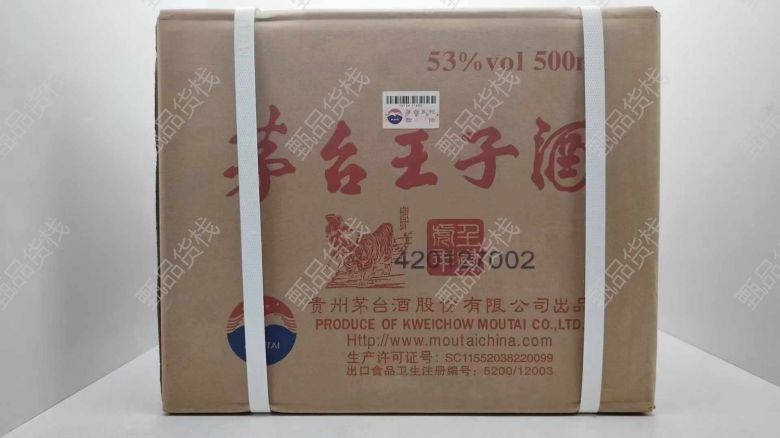 53%vol 500m
茅台王子酒
贵州茅台酒股份有限公司出品
PRODUCE OF KWEICHOW MOUTAI CO.,LTD.
Http://www.moutaichina.com
生产许可证号: SC11552038220099
出口食品卫生注册编号: 5200/12003
MOUTAI
甄品货栈